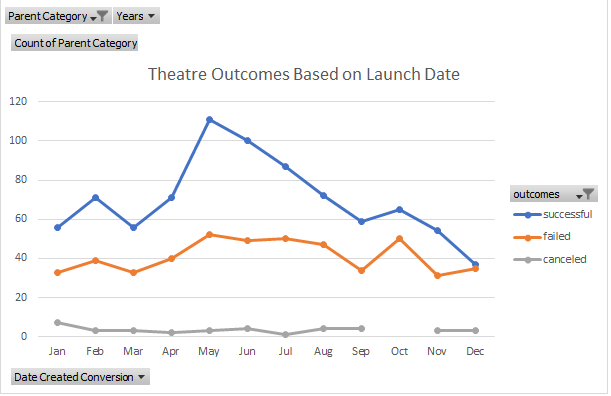 Parent Category Years
Count of Parent Category
Theatre Outcomes Based on Launch Date
120
100
80
60
40
20
0
Jan Feb Mar Apr May Jun Jul Aug Sep Oct Nov Dec
outcomes
successful
failed
canceled
Date Created Conversion